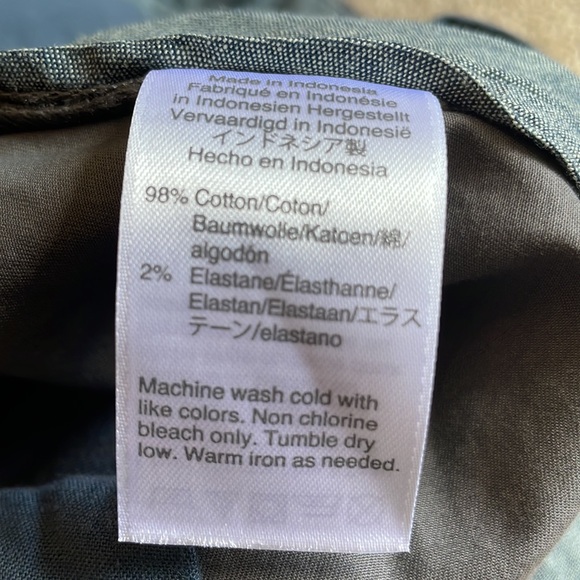 Made in Indonesia
Fabriqué en Indonésie
in Indonesien Hergestellt
Vervaardigd in Indonesië
インドネシア製
Hecho en Indonesia
98% Cotton/Coton/
Baumwolle/Katoen/綿/
algodón
2% Elastane/Élasthanne/
Elastan/Elastaan/エラス
テーン/elastano
Machine wash cold with
like colors. Non chlorine
bleach only. Tumble dry
low. Warm iron as needed.